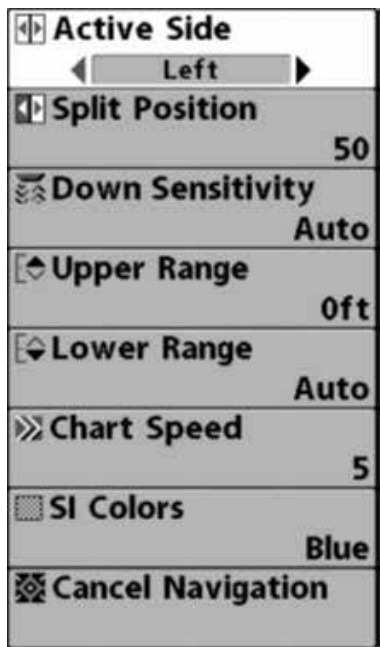 Active Side
Left
Split Position
50
Down Sensitivity
Auto
Upper Range
0ft
Lower Range
Auto
Chart Speed
5
SI Colors
Blue
Cancel Navigation